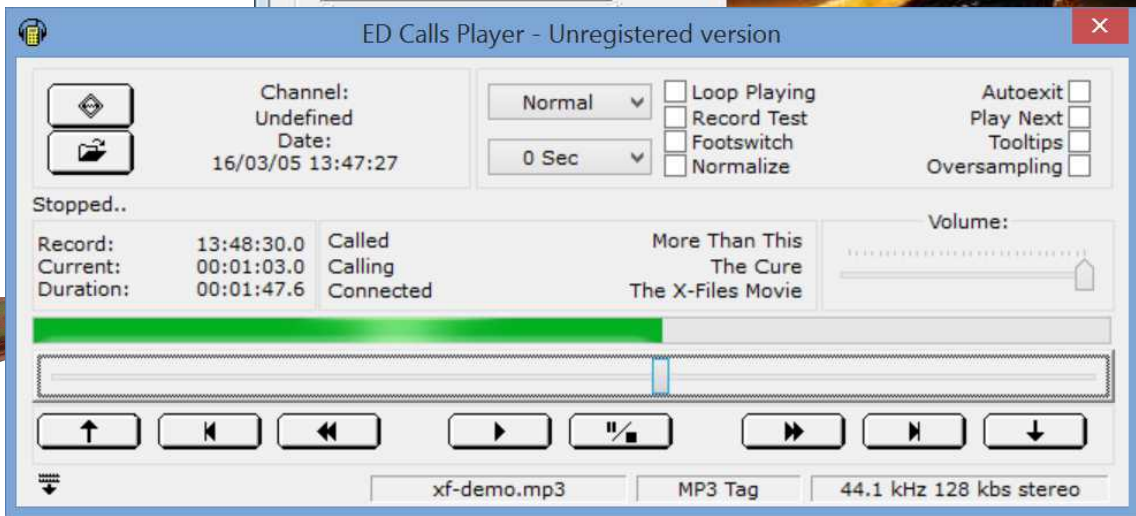 ED Calls Player - Unregistered version
Channel:
Undefined
Date:
16/03/05 13:47:27
Normal
0 Sec
Loop Playing
Record Test
Footswitch
Normalize
Autoexit
Play Next
Tooltips
Oversampling
Stopped..
Record: 13:48:30.0
Current: 00:01:03.0
Duration: 00:01:47.6
Called More Than This
Calling The Cure
Connected The X-Files Movie
Volume:
xf-demo.mp3
MP3 Tag
44.1 kHz 128 kbs stereo